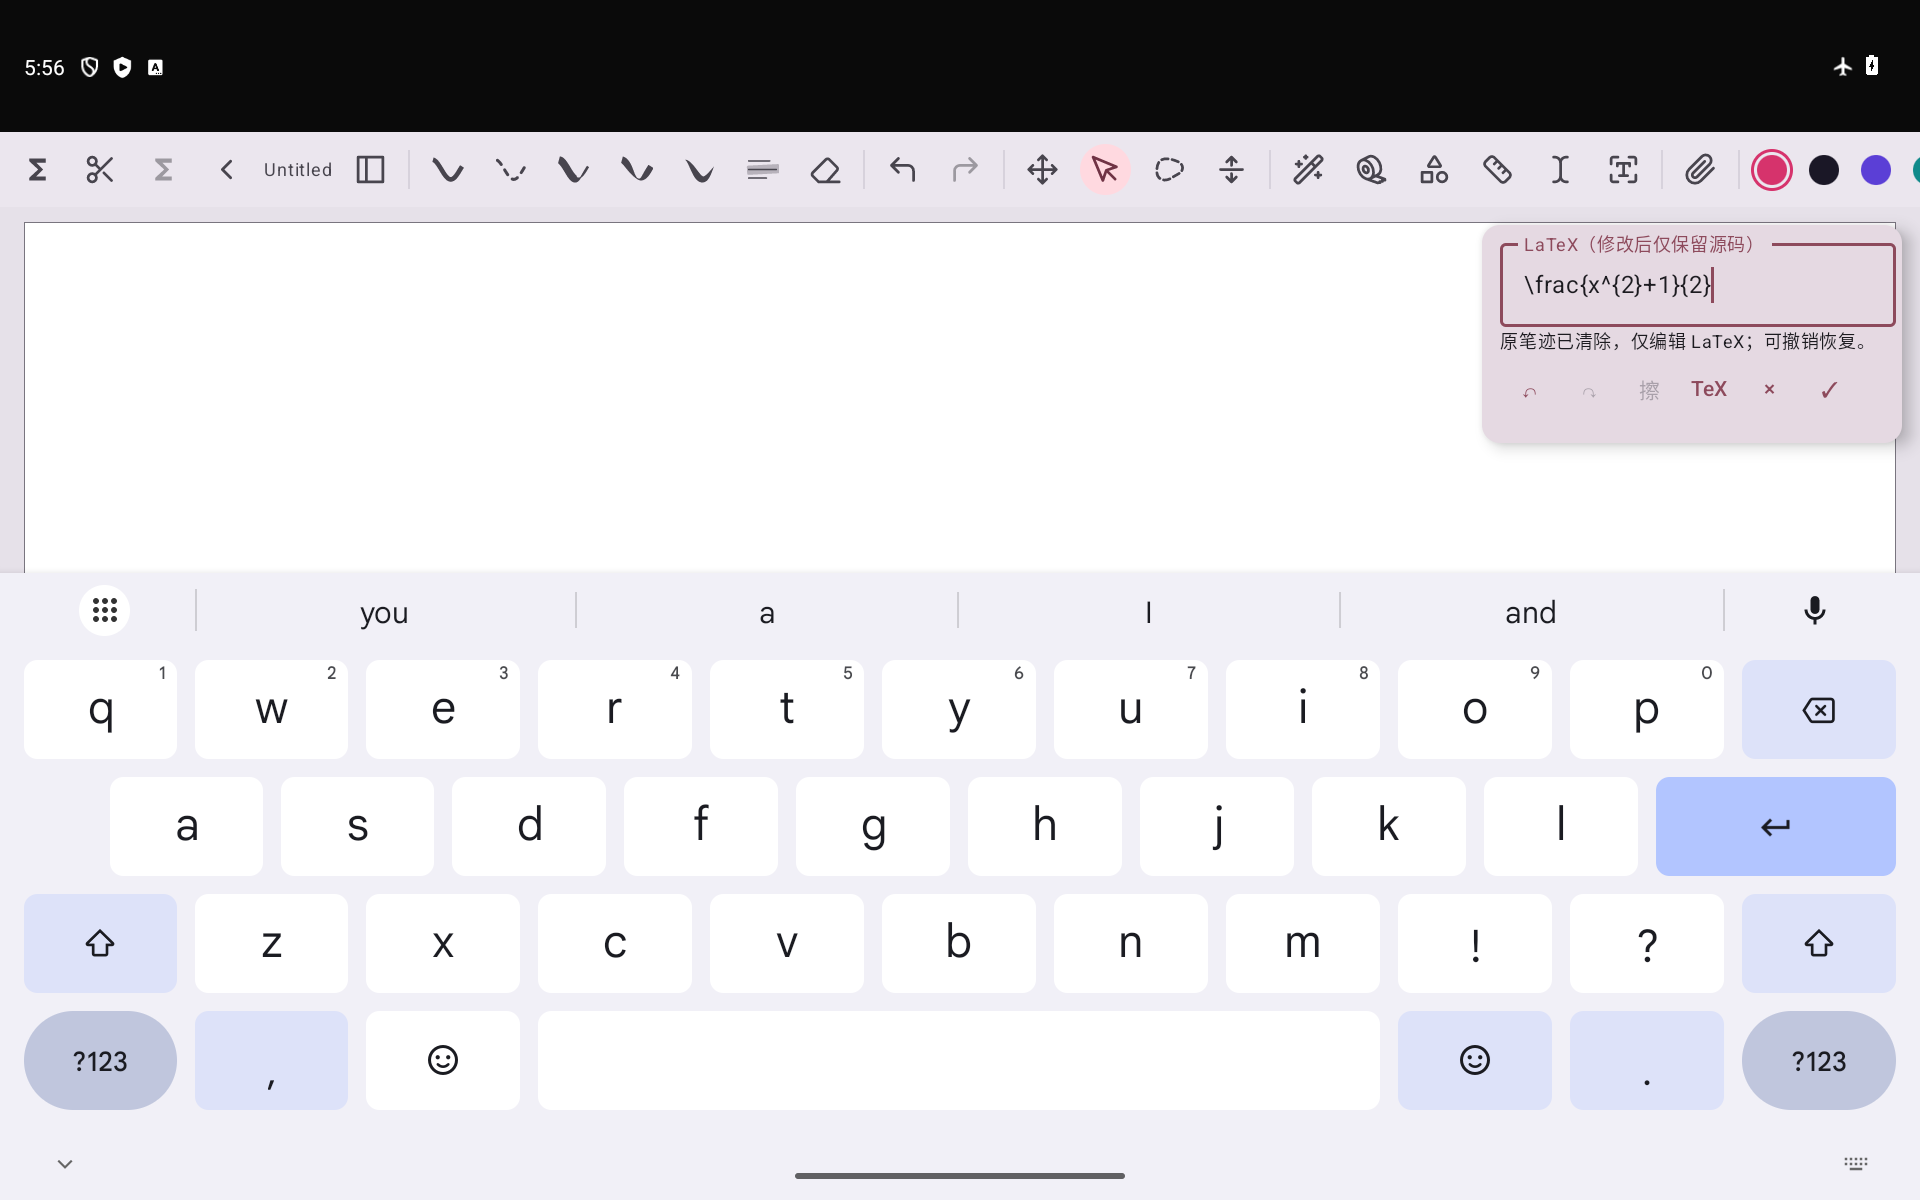 5:56
Untitled
LaTeX（修改后仅保留源码）
\frac{x^{2}+1}{2}
原笔迹已清除，仅编辑 LaTeX；可撤销恢复。
擦 TeX × ✓
you a I and
q 1 w 2 e 3 r 4 t 5 y 6 u 7 i 8 o 9 p 0
a s d f g h j k l
z x c v b n m ! ?
?123 , . ?123